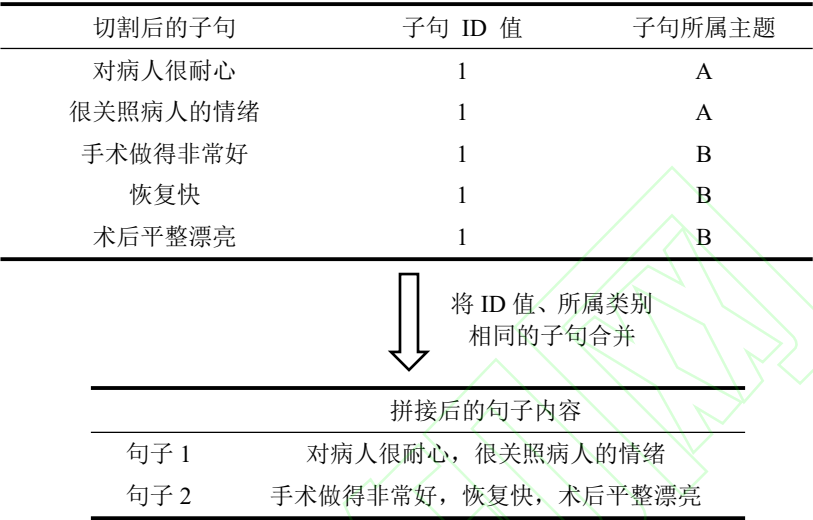 切割后的子句 子句 ID 值 子句所属主题
对病人很耐心 1 A
很关照病人的情绪 1 A
手术做得非常好 1 B
恢复快 1 B
术后平整漂亮 1 B
将 ID 值、所属类别
相同的子句合并
拼接后的句子内容
句子 1 对病人很耐心，很关照病人的情绪
句子 2 手术做得非常好，恢复快，术后平整漂亮